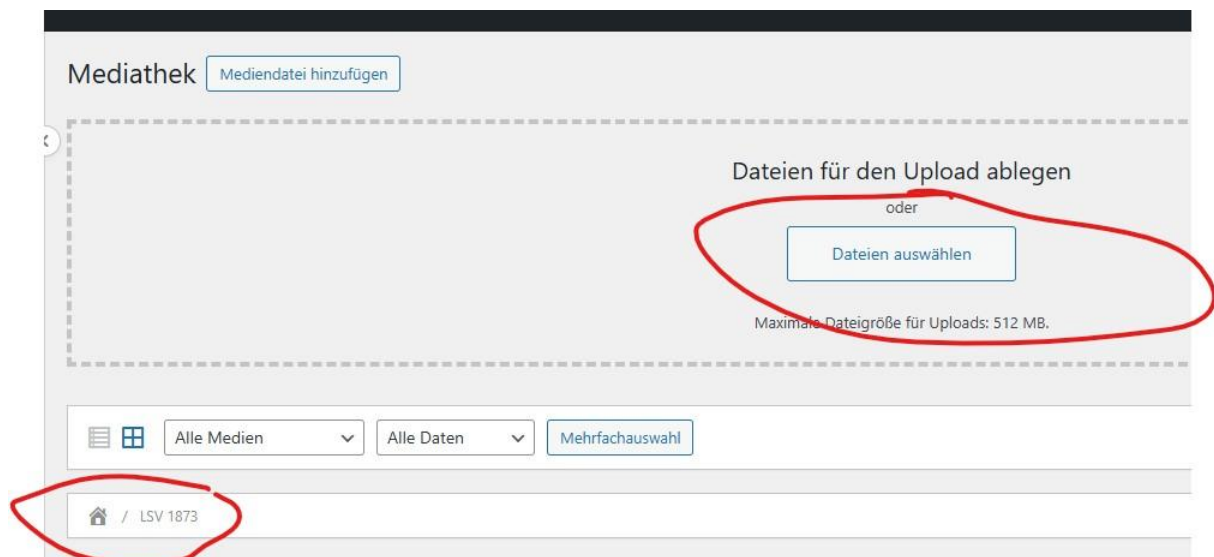 Mediathek Mediendatei hinzufügen
Dateien für den Upload ablegen
oder
Dateien auswählen
Maximale Dateigröße für Uploads: 512 MB.
Alle Medien Alle Daten Mehrfachauswahl
/ LSV 1873